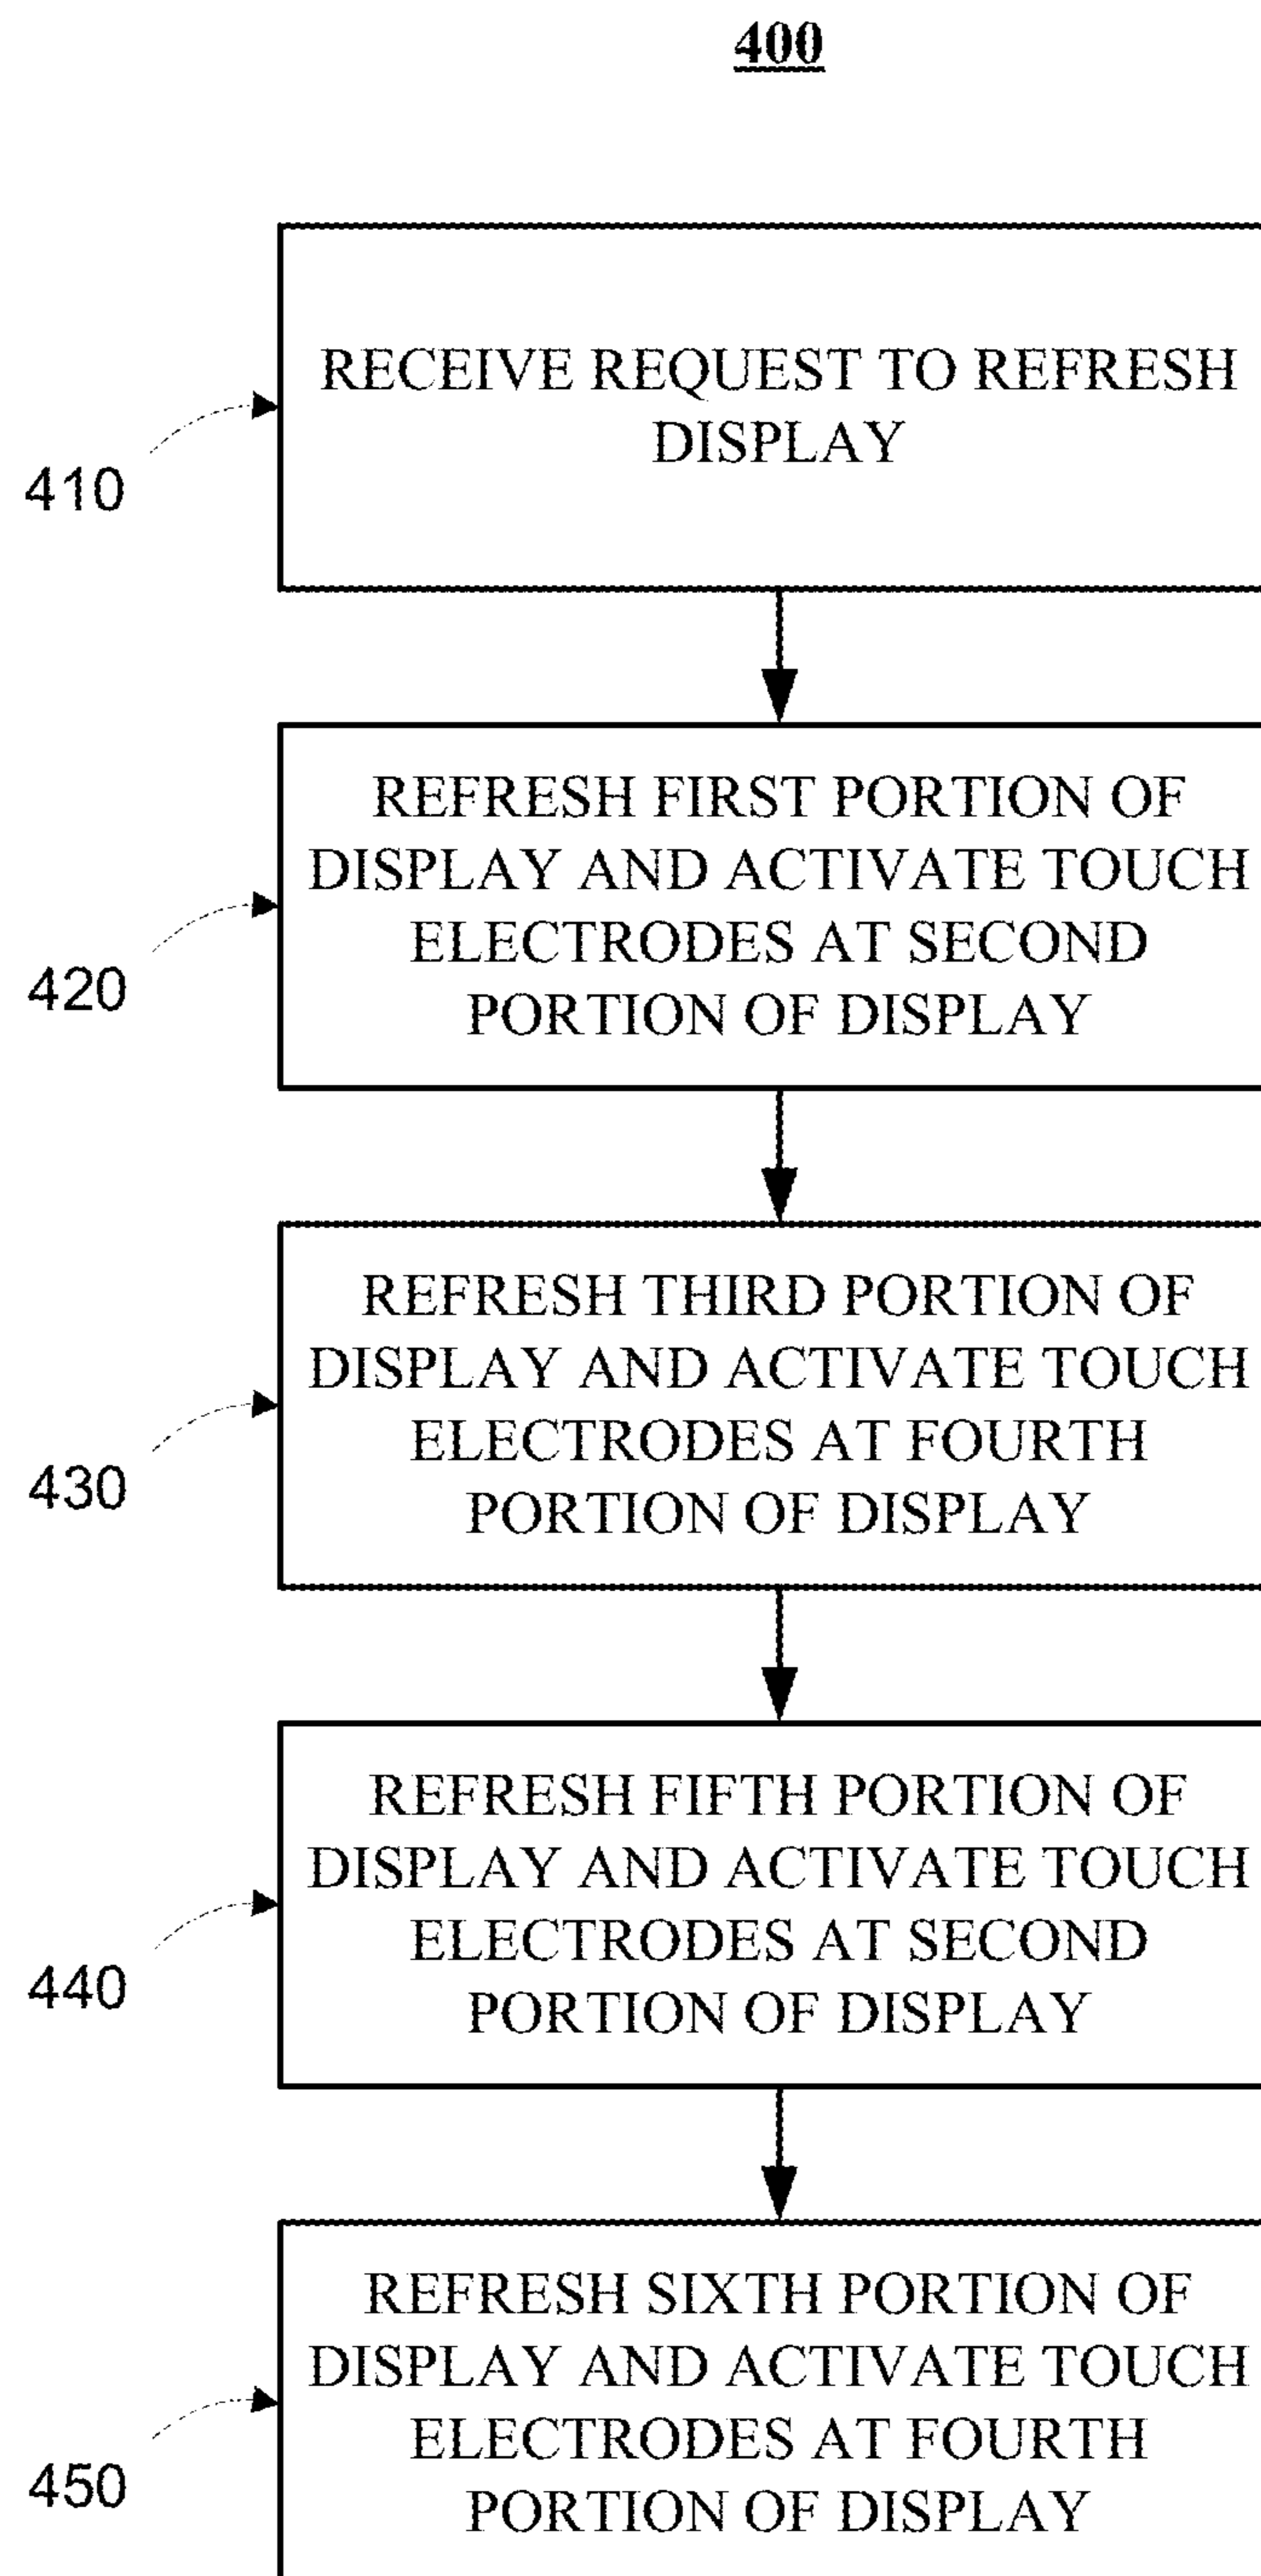 400
RECEIVE REQUEST TO REFRESH
DISPLAY
410
REFRESH FIRST PORTION OF
DISPLAY AND ACTIVATE TOUCH
ELECTRODES AT SECOND
PORTION OF DISPLAY
420
REFRESH THIRD PORTION OF
DISPLAY AND ACTIVATE TOUCH
ELECTRODES AT FOURTH
PORTION OF DISPLAY
430
REFRESH FIFTH PORTION OF
DISPLAY AND ACTIVATE TOUCH
ELECTRODES AT SECOND
PORTION OF DISPLAY
440
REFRESH SIXTH PORTION OF
DISPLAY AND ACTIVATE TOUCH
ELECTRODES AT FOURTH
PORTION OF DISPLAY
450